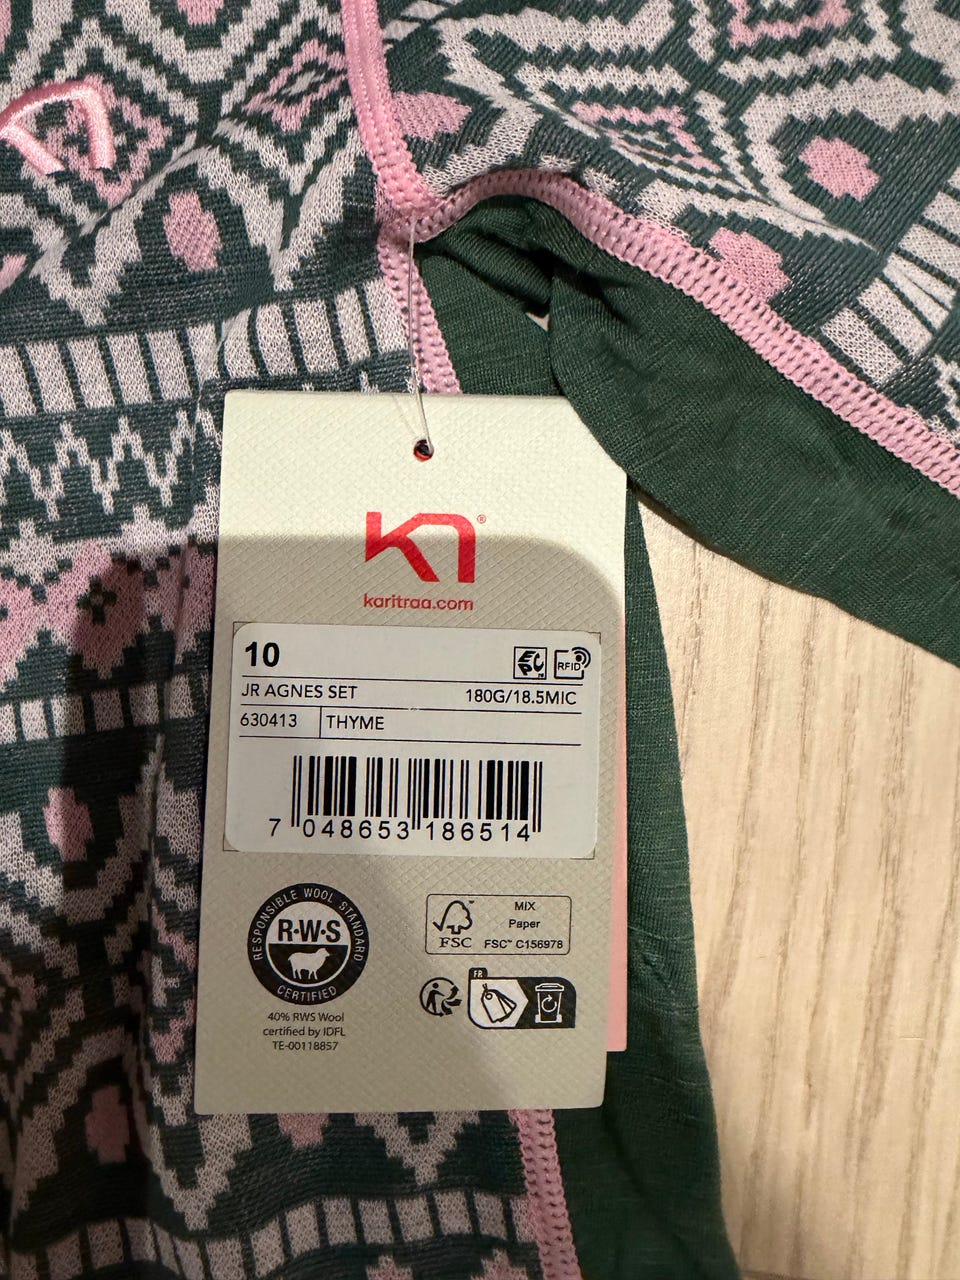 ®
karitraa.com
10
EPC
RFID
JR AGNES SET 180G/18.5MIC
630413 THYME
7 048653 186514
RESPONSIBLE WOOL STANDARD
R·W·S
CERTIFIED
40% RWS Wool
certified by IDFL
TE-00118857
MIX
Paper
FSC
FSC™ C156978
FR